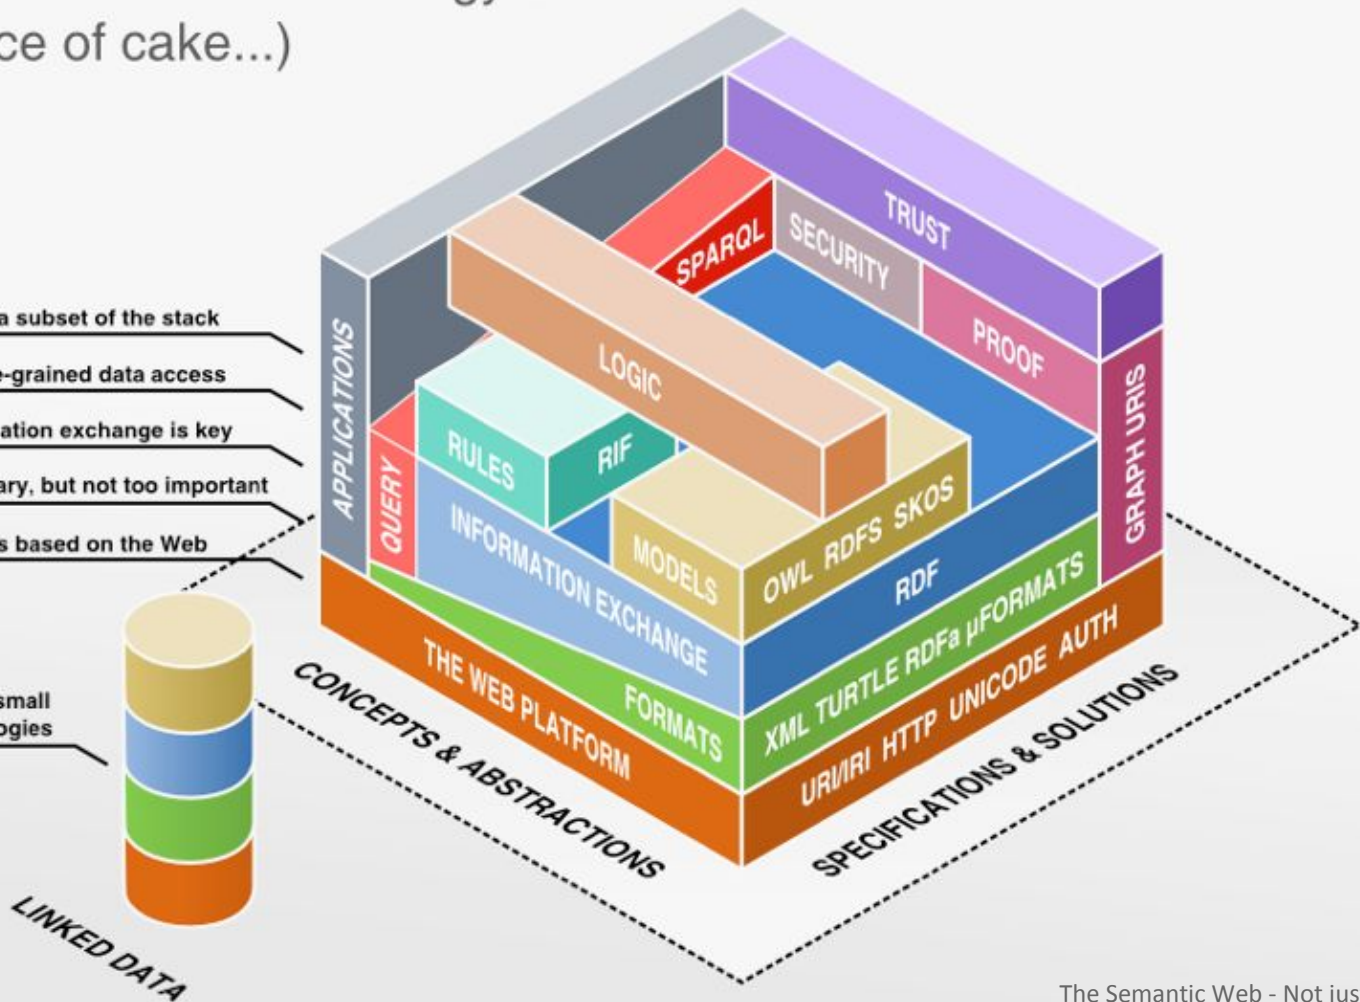 ce of cake...)
TRUST
SECURITY
SPARQL
PROOF
a subset of the stack
e-grained data access
ation exchange is key
ary, but not too important
s based on the Web
APPLICATIONS
LOGIC
GRAPH URIS
RULES
RIF
QUERY
INFORMATION EXCHANGE
MODELS
OWL RDFS SKOS
RDF
THE WEB PLATFORM
FORMATS
XML TURTLE RDFa µFORMATS
URI/IRI HTTP UNICODE AUTH
CONCEPTS & ABSTRACTIONS
SPECIFICATIONS & SOLUTIONS
small
ogies
LINKED DATA
The Semantic Web - Not jus